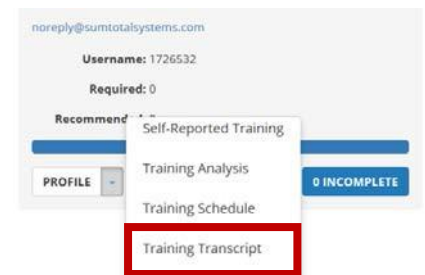 noreply@sumtotalsystems.com
Username: 1726532
Required: 0
Self-Reported Training
Training Analysis
PROFILE
0 INCOMPLETE
Training Schedule
Training Transcript